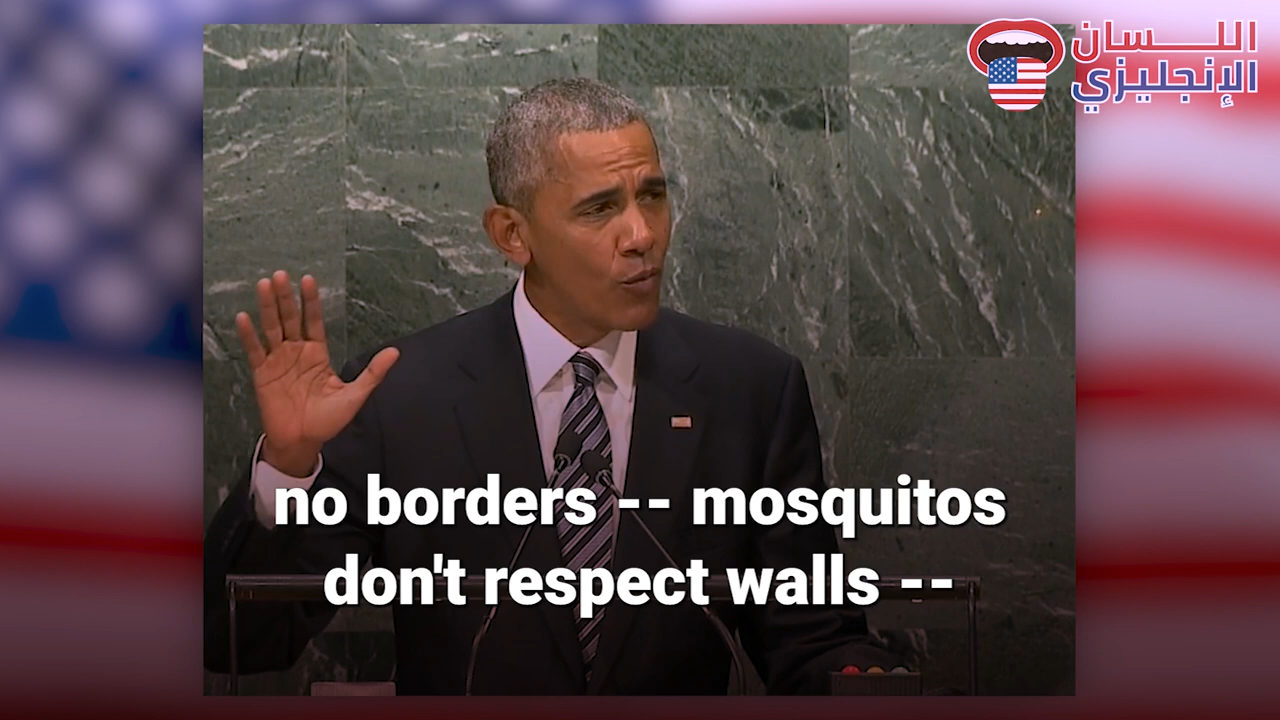 اللسان
الإنجليزي
no borders -- mosquitos
don't respect walls --